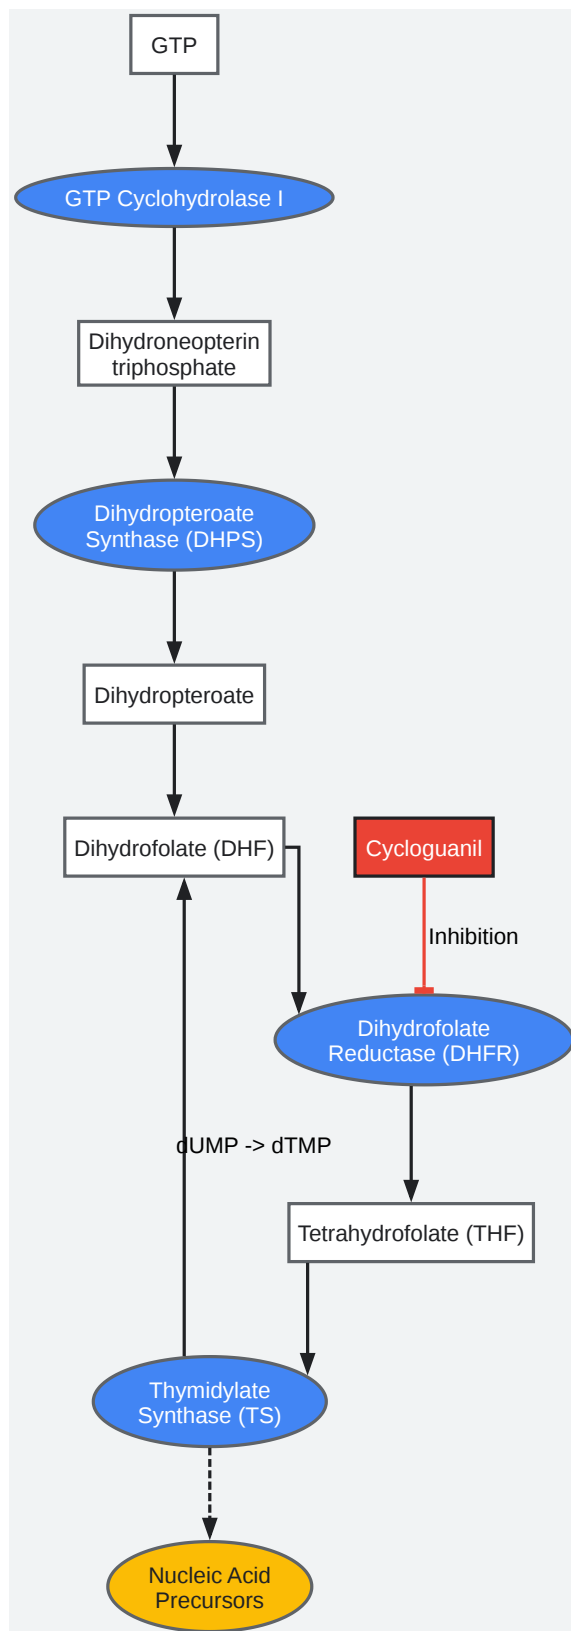 GTP
GTP Cyclohydrolase I
Dihydroneopterin
triphosphate
Dihydropteroate
Synthase (DHPS)
Dihydropteroate
Dihydrofolate (DHF)
Cycloguanil
Inhibition
Dihydrofolate
Reductase (DHFR)
dUMP -> dTMP
Tetrahydrofolate (THF)
Thymidylate
Synthase (TS)
Nucleic Acid
Precursors